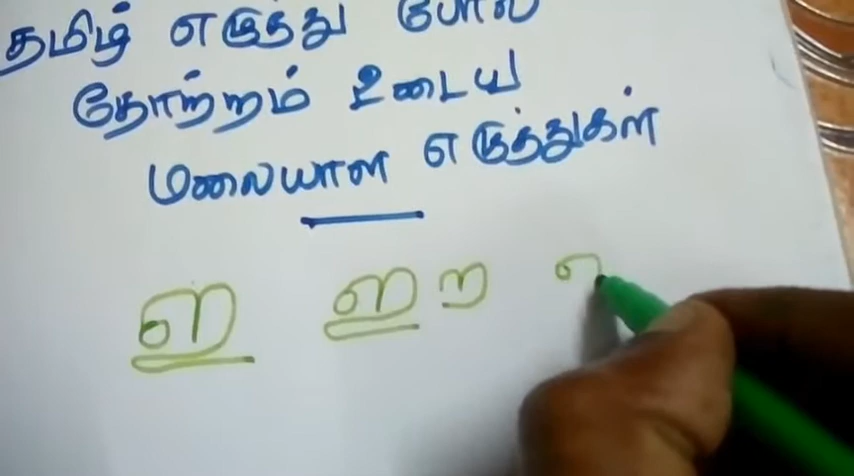 தமிழ் எழுத்து போல
தோற்றம் உடைய
மலையாள எழுத்துகள்
ഇ ഈ